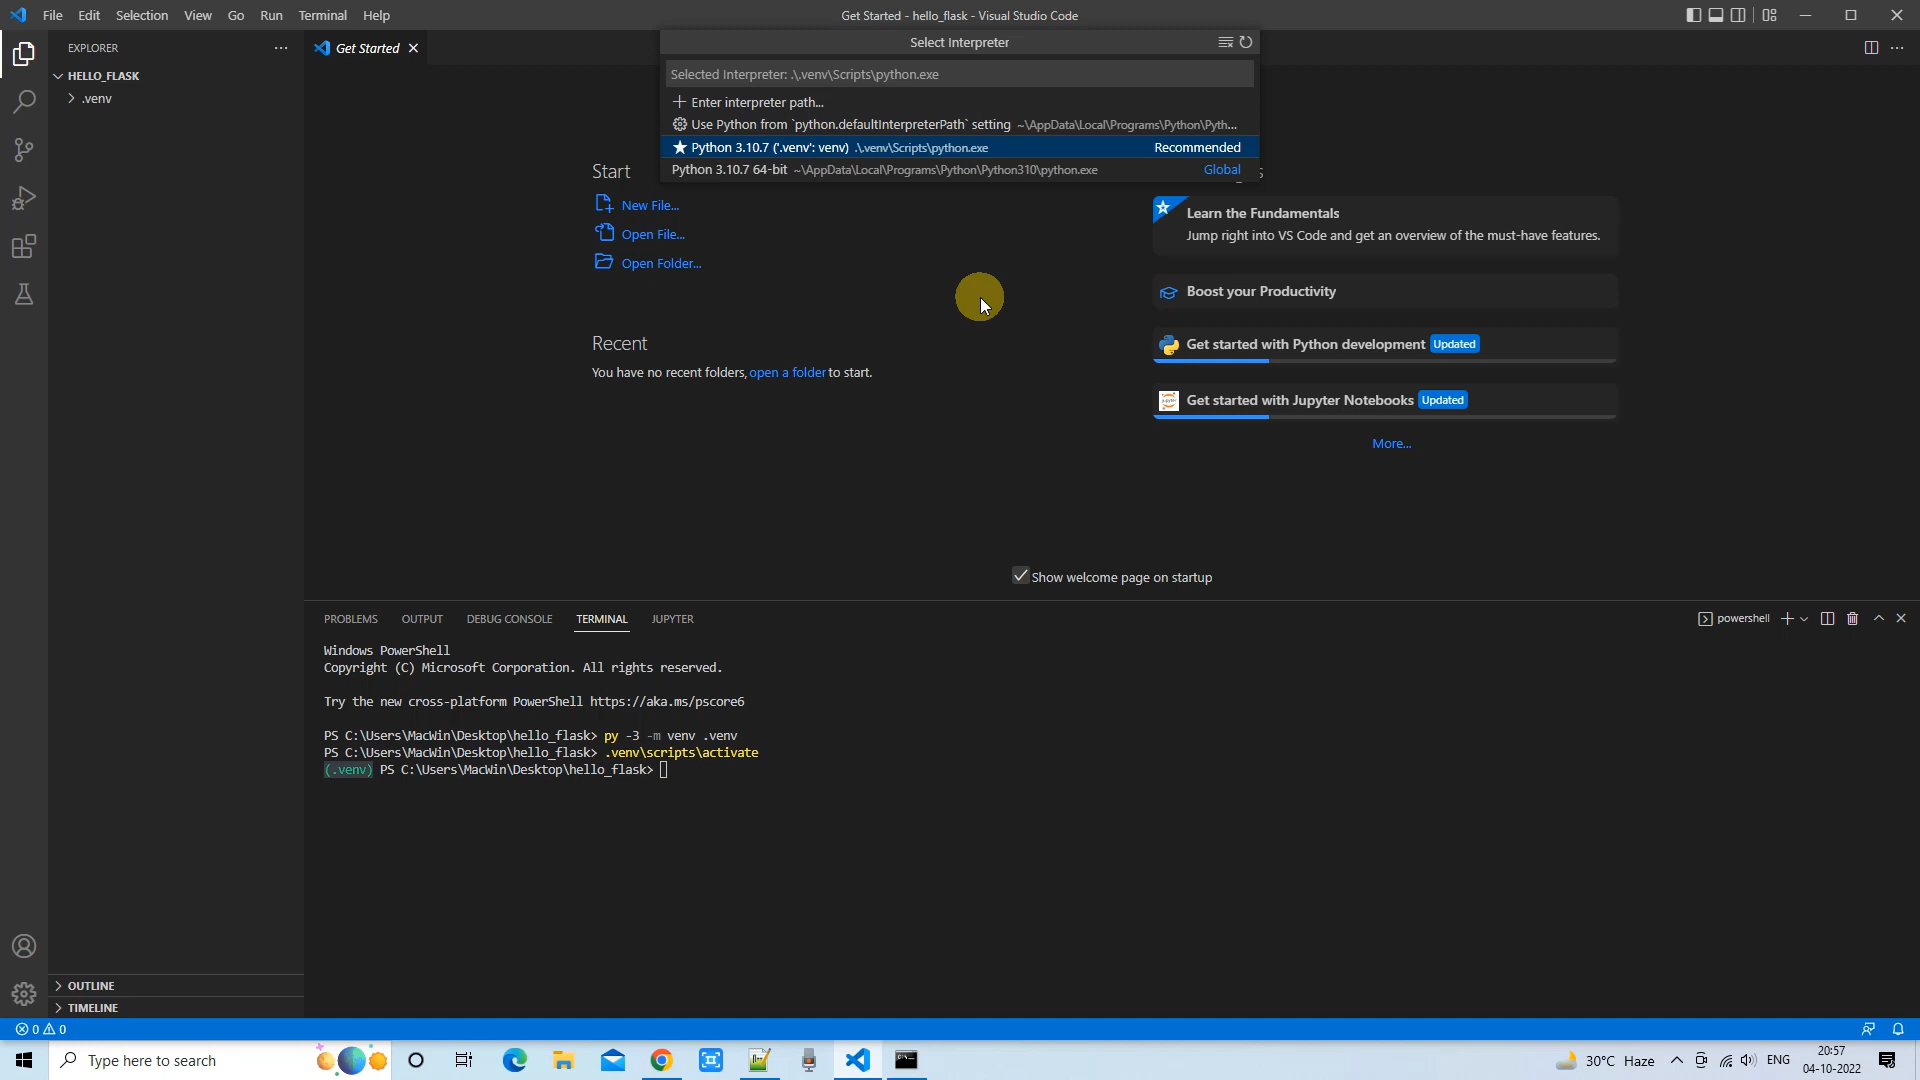 File Edit Selection View Go Run Terminal Help
Get Started - hello_flask - Visual Studio Code
EXPLORER
Get Started
HELLO_FLASK
.venv
Select Interpreter
Selected Interpreter: .\.venv\Scripts\python.exe
Enter interpreter path...
Use Python from `python.defaultInterpreterPath` setting ~\AppData\Local\Programs\Python\Pyth...
Python 3.10.7 ('.venv': venv) .\.venv\Scripts\python.exe Recommended
Python 3.10.7 64-bit ~\AppData\Local\Programs\Python\Python310\python.exe Global
Start
New File...
Open File...
Open Folder...
Recent
You have no recent folders, open a folder to start.
Learn the Fundamentals
Jump right into VS Code and get an overview of the must-have features.
Boost your Productivity
Get started with Python development Updated
Get started with Jupyter Notebooks Updated
More...
Show welcome page on startup
PROBLEMS OUTPUT DEBUG CONSOLE TERMINAL JUPYTER
powershell
Windows PowerShell
Copyright (C) Microsoft Corporation. All rights reserved.
Try the new cross-platform PowerShell https://aka.ms/pscore6
PS C:\Users\MacWin\Desktop\hello_flask> py -3 -m venv .venv
PS C:\Users\MacWin\Desktop\hello_flask> .venv\scripts\activate
(.venv) PS C:\Users\MacWin\Desktop\hello_flask>
OUTLINE
TIMELINE
0 0
Type here to search
30°C Haze
ENG
20:57
04-10-2022